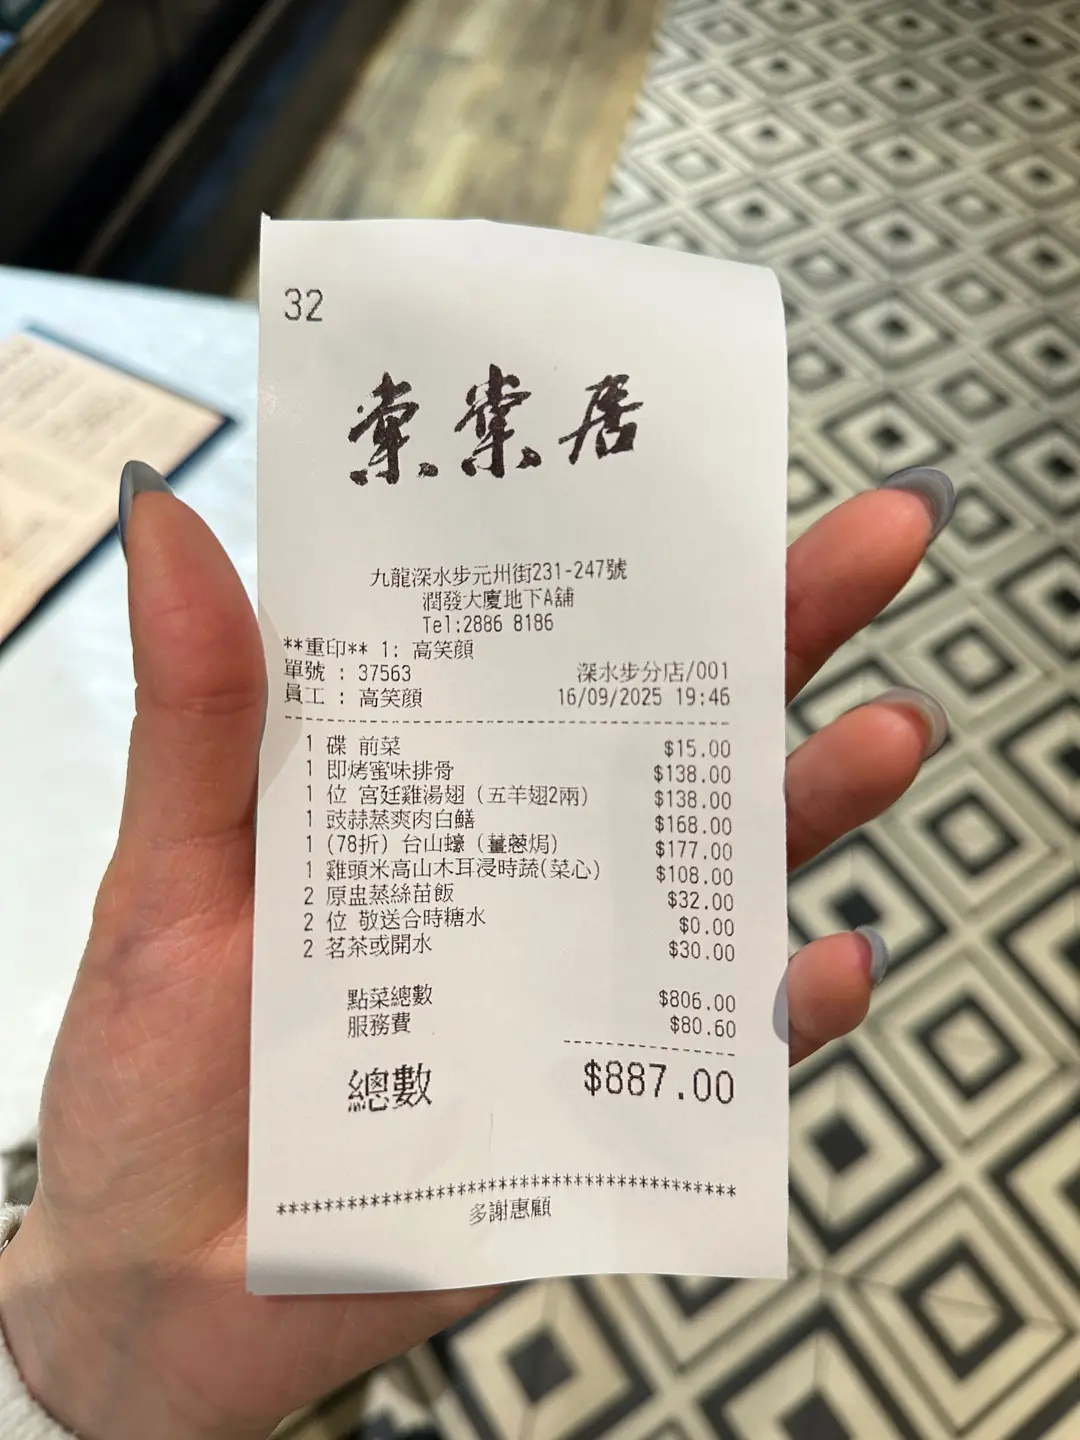 32
棠棠居
九龍深水步元州街231-247號
潤發大廈地下A舖
Tel:2886 8186
**重印** 1: 高笑顔
單號 : 37563 深水步分店/001
員工 : 高笑顔 16/09/2025 19:46
1 碟 前菜 $15.00
1 即烤蜜味排骨 $138.00
1 位 宮廷雞湯翅 (五羊翅2兩) $138.00
1 豉蒜蒸爽肉白鱔 $168.00
1 (78折) 台山蠔 (薑葱焗) $177.00
1 雞頭米高山木耳浸時蔬(菜心) $108.00
2 原盅蒸絲苗飯 $32.00
2 位 敬送合時糖水 $0.00
2 茗茶或開水 $30.00
點菜總數 $806.00
服務費 $80.60
總數 $887.00
**************************************
多謝惠顧